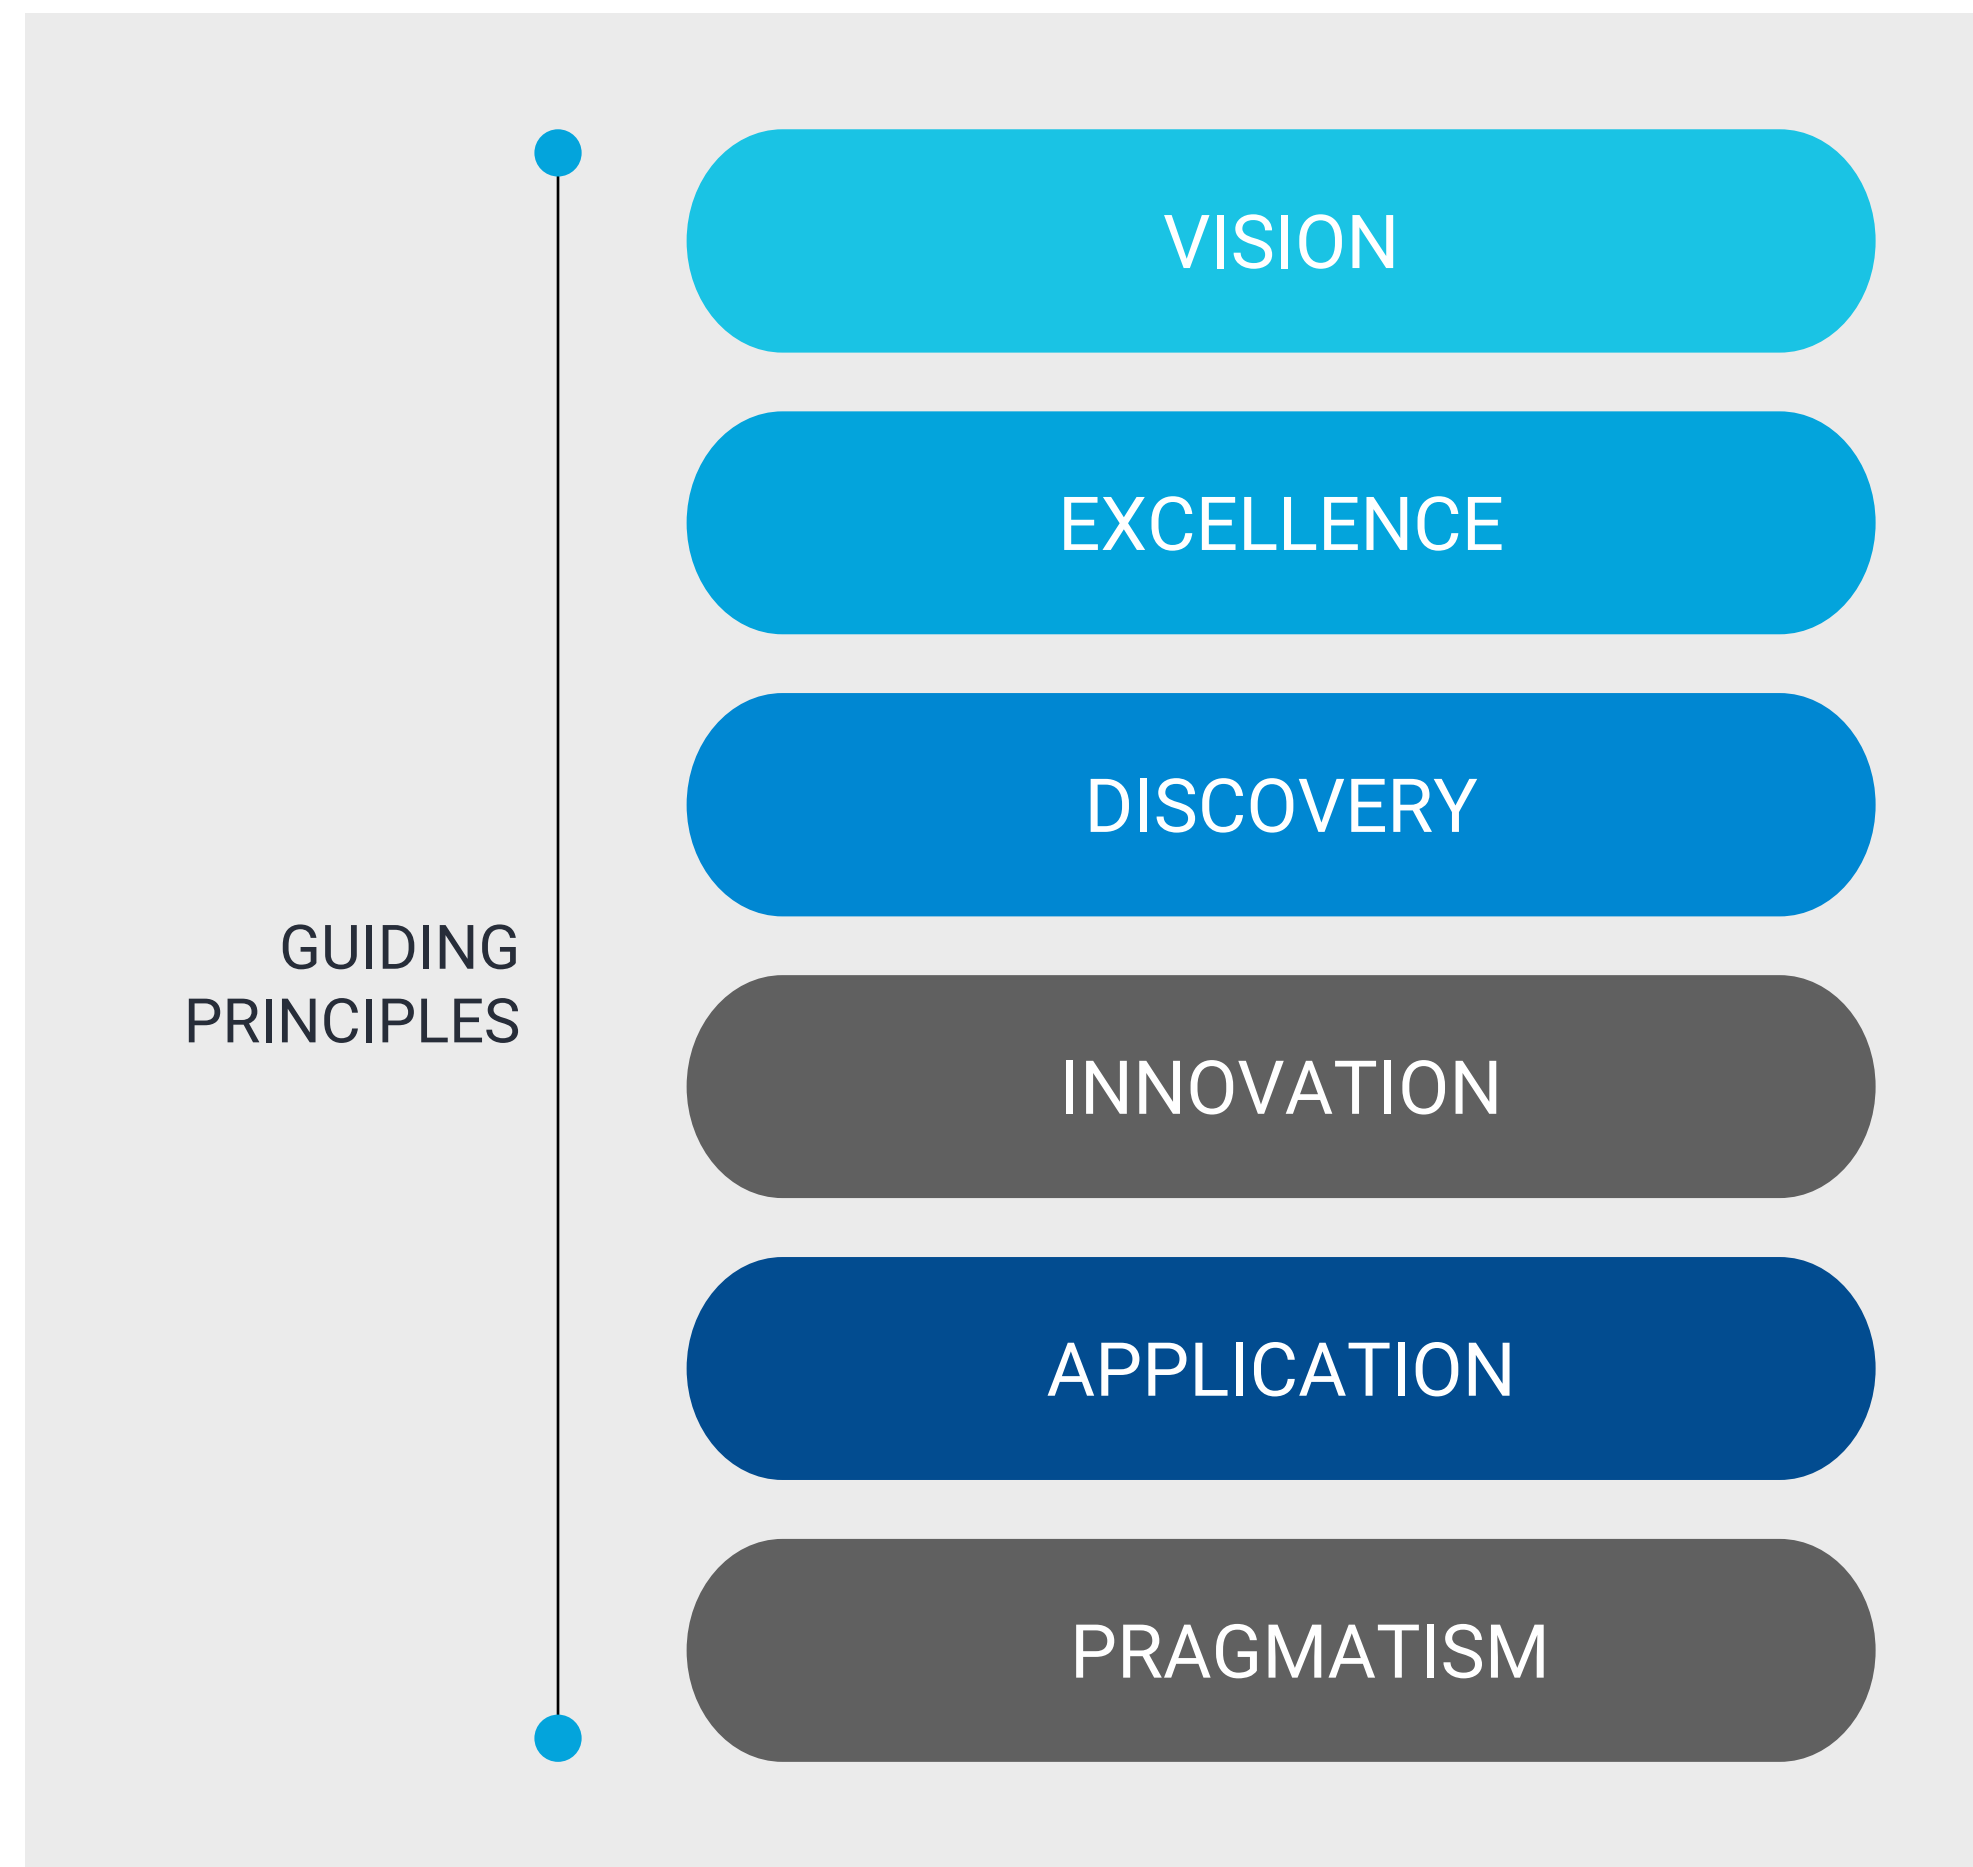 GUIDING
PRINCIPLES
VISION
EXCELLENCE
DISCOVERY
INNOVATION
APPLICATION
PRAGMATISM